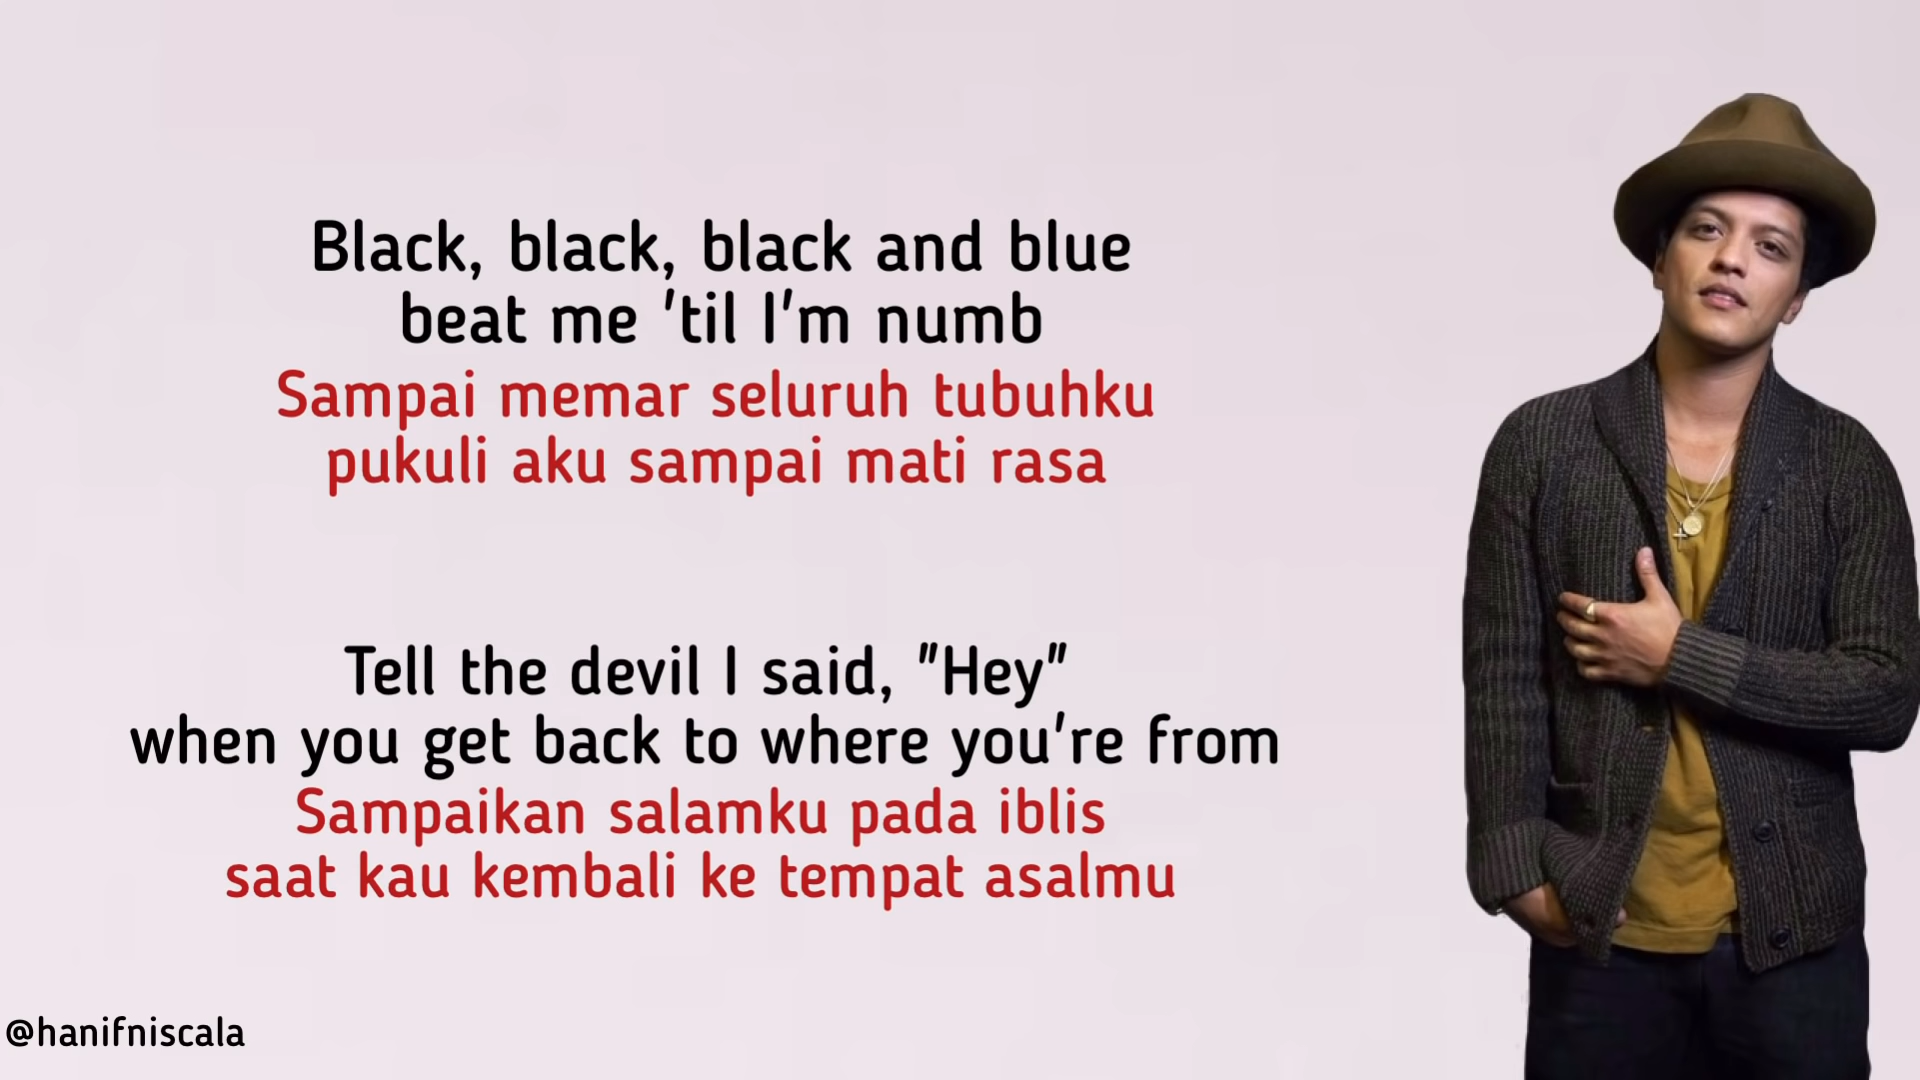 Black, black, black and blue
beat me 'til I'm numb
Sampai memar seluruh tubuhku
pukuli aku sampai mati rasa
Tell the devil I said, "Hey"
when you get back to where you're from
Sampaikan salamku pada iblis
saat kau kembali ke tempat asalmu
@hanifniscala